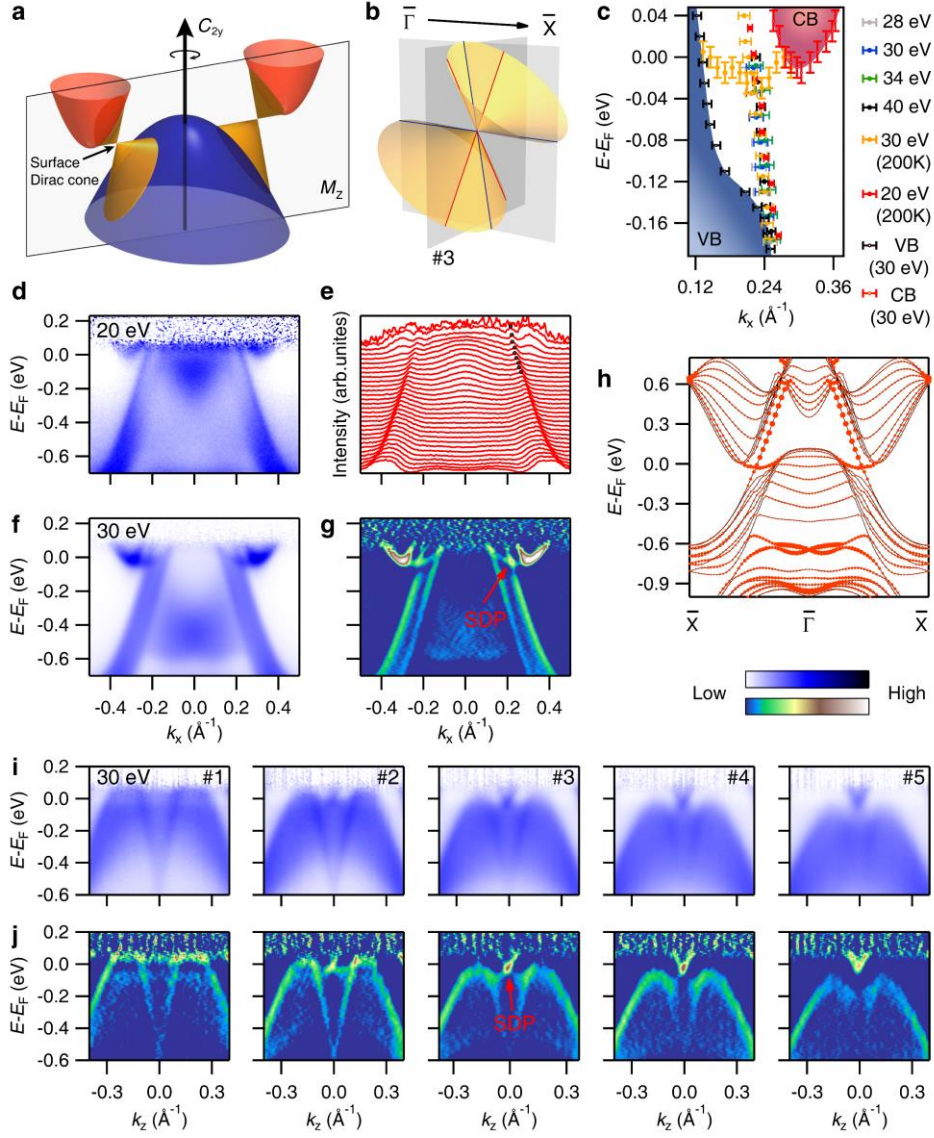 a
C2y
Surface
Dirac cone
MZ
b
Γ̅
X̅
#3
c
0.04
0.00
-0.04
-0.08
-0.12
-0.16
E-EF (eV)
VB
CB
0.12
0.24
0.36
kx (Å-1)
28 eV
30 eV
34 eV
40 eV
30 eV
(200K)
20 eV
(200K)
VB
(30 eV)
CB
(30 eV)
d
20 eV
0.2
0.0
-0.2
-0.4
-0.6
E-EF (eV)
e
Intensity (arb.unites)
f
30 eV
0.2
0.0
-0.2
-0.4
-0.6
E-EF (eV)
-0.4
-0.2
0.0
0.2
0.4
kx (Å-1)
g
SDP
-0.4
-0.2
0.0
0.2
0.4
kx (Å-1)
h
0.6
0.3
0.0
-0.3
-0.6
-0.9
E-EF (eV)
X̅
Γ̅
X̅
Low
High
i
30 eV
#1
#2
#3
#4
#5
0.2
0.0
-0.2
-0.4
-0.6
E-EF (eV)
j
0.2
0.0
-0.2
-0.4
-0.6
E-EF (eV)
SDP
-0.3
0.0
0.3
-0.3
0.0
0.3
-0.3
0.0
0.3
-0.3
0.0
0.3
-0.3
0.0
0.3
kz (Å-1)
kz (Å-1)
kz (Å-1)
kz (Å-1)
kz (Å-1)